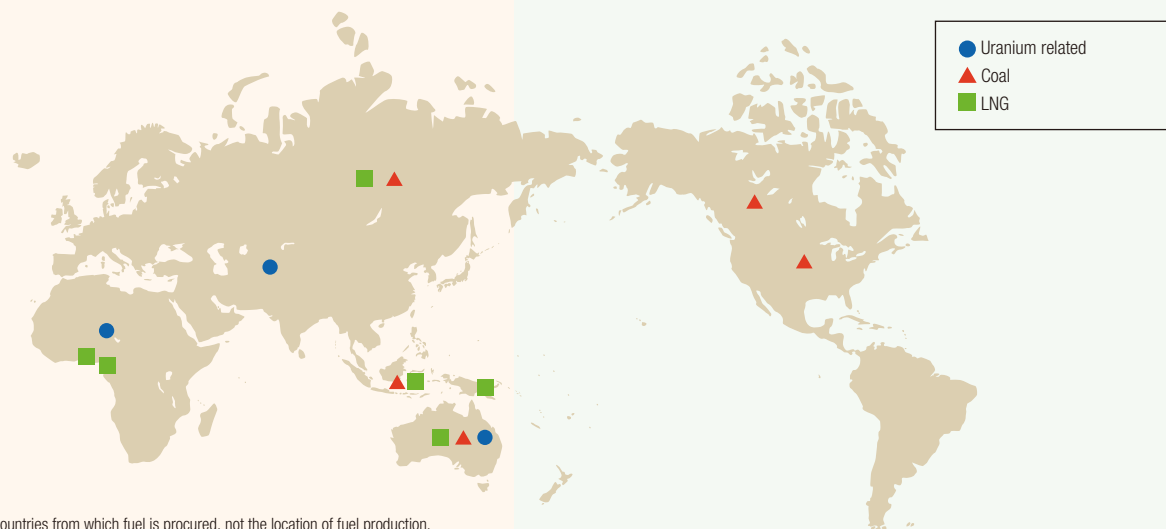 Uranium related
Coal
LNG
ountries from which fuel is procured, not the location of fuel production.